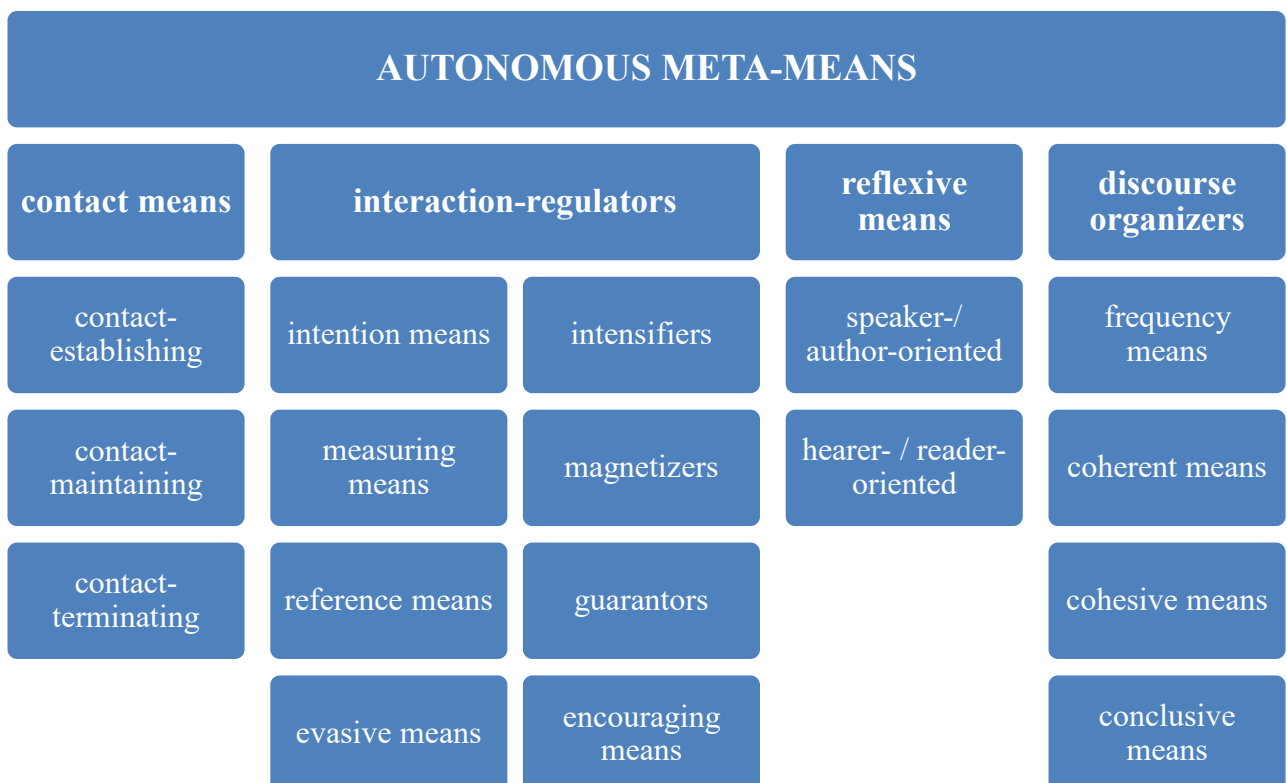 AUTONOMOUS META-MEANS
contact means
interaction-regulators
reflexive
means
discourse
organizers
contact-
establishing
intention means
intensifiers
speaker-/
author-oriented
frequency
means
contact-
maintaining
measuring
means
magnetizers
hearer- / reader-
oriented
coherent means
contact-
terminating
reference means
guarantors
cohesive means
evasive means
encouraging
means
conclusive
means